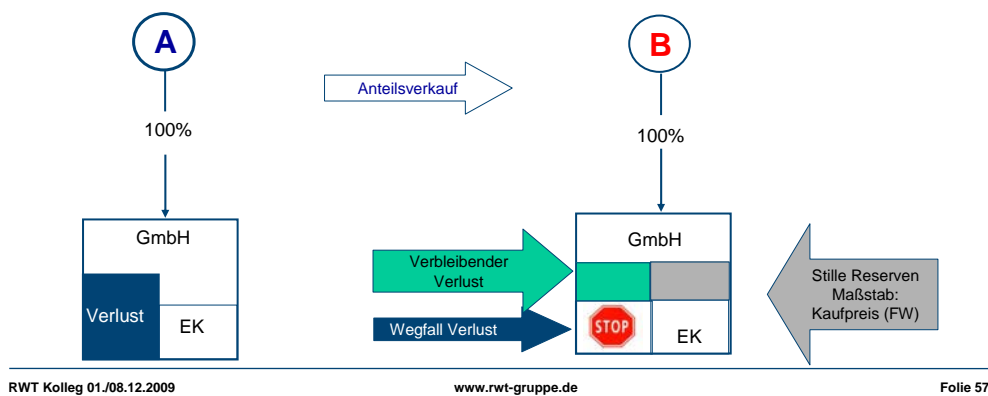 A
B
Anteilsverkauf
100%
100%
GmbH
Verlust
EK
Verbleibender
Verlust
Wegfall Verlust
GmbH
STOP
EK
Stille Reserven
Maßstab:
Kaufpreis (FW)
RWT Kolleg 01./08.12.2009
www.rwt-gruppe.de
Folie 57